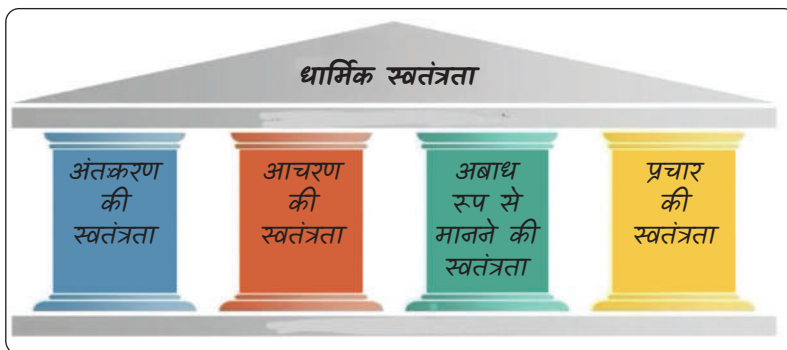 धार्मिक स्वतंत्रता
अंतःकरण
की
स्वतंत्रता
आचरण
की
स्वतंत्रता
अबाध
रूप से
मानने की
स्वतंत्रता
प्रचार
की
स्वतंत्रता